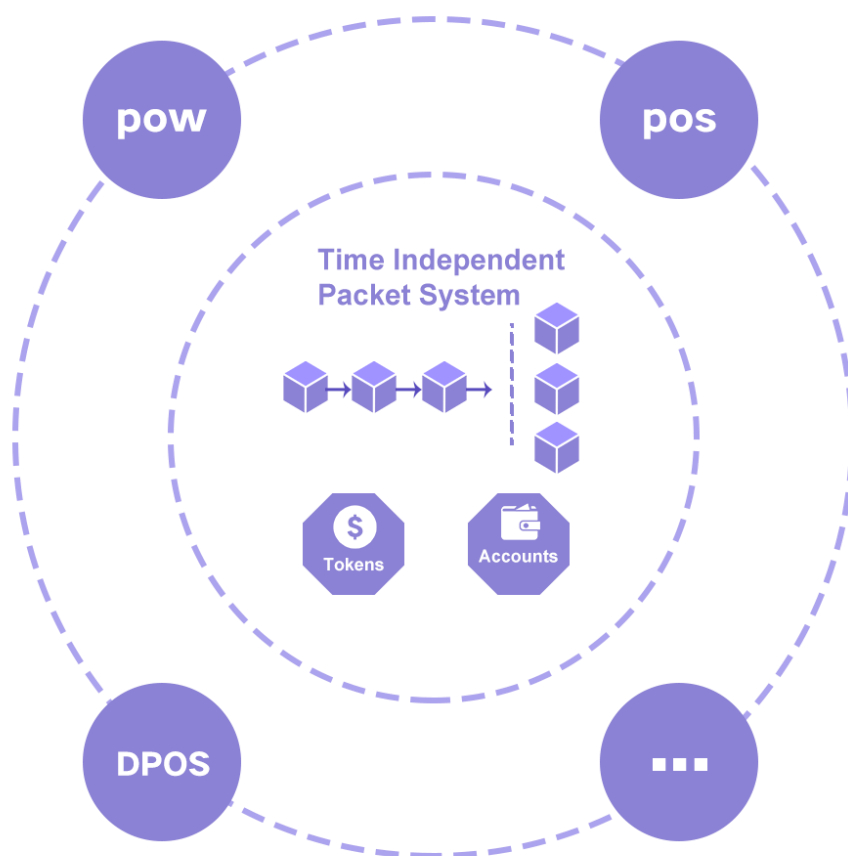 pow
pos
Time Independent
Packet System
$
Tokens
Accounts
DPOS
...